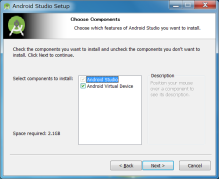 Android Studio Setup
Choose Components
Choose which features of Android Studio you want to install.
Check the components you want to install and uncheck the components you don't want to
install. Click Next to continue.
Select components to install:
Android Studio
Android Virtual Device
Description
Position your mouse
over a component to
see its description.
Space required: 2.1GB
< Back
Next >
Cancel